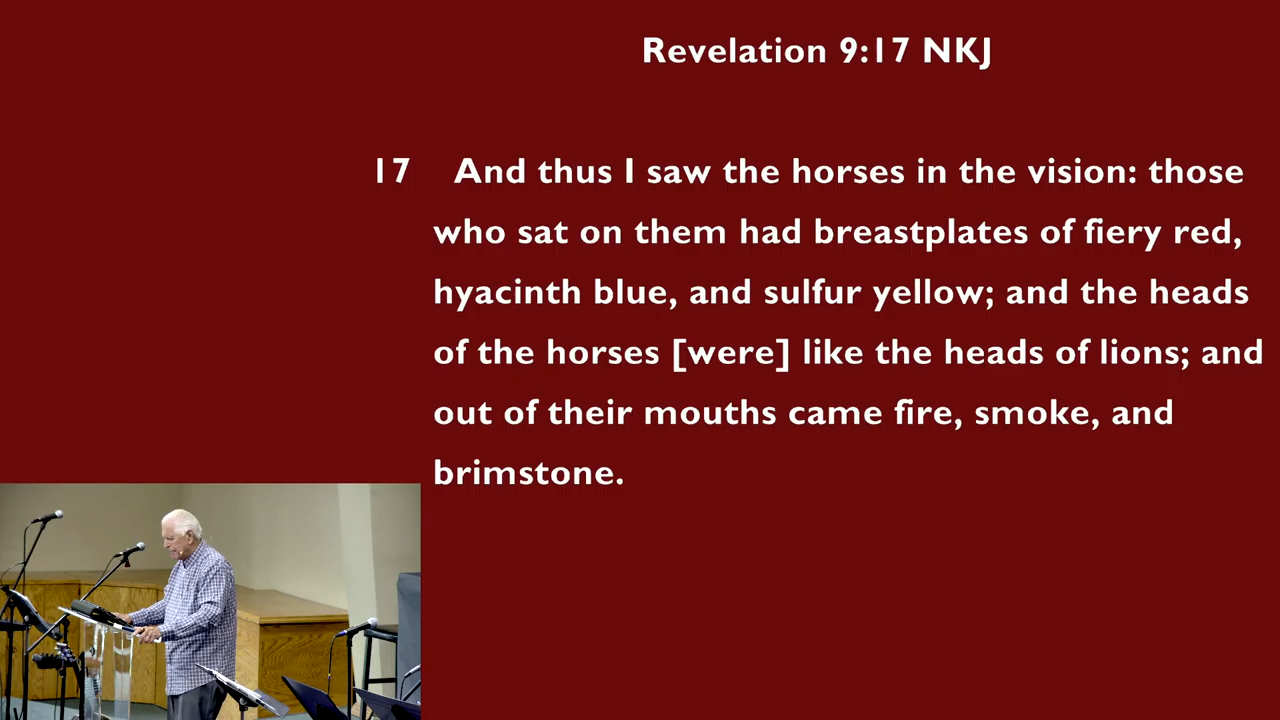 Revelation 9:17 NKJ
17 And thus I saw the horses in the vision: those
who sat on them had breastplates of fiery red,
hyacinth blue, and sulfur yellow; and the heads
of the horses [were] like the heads of lions; and
out of their mouths came fire, smoke, and
brimstone.